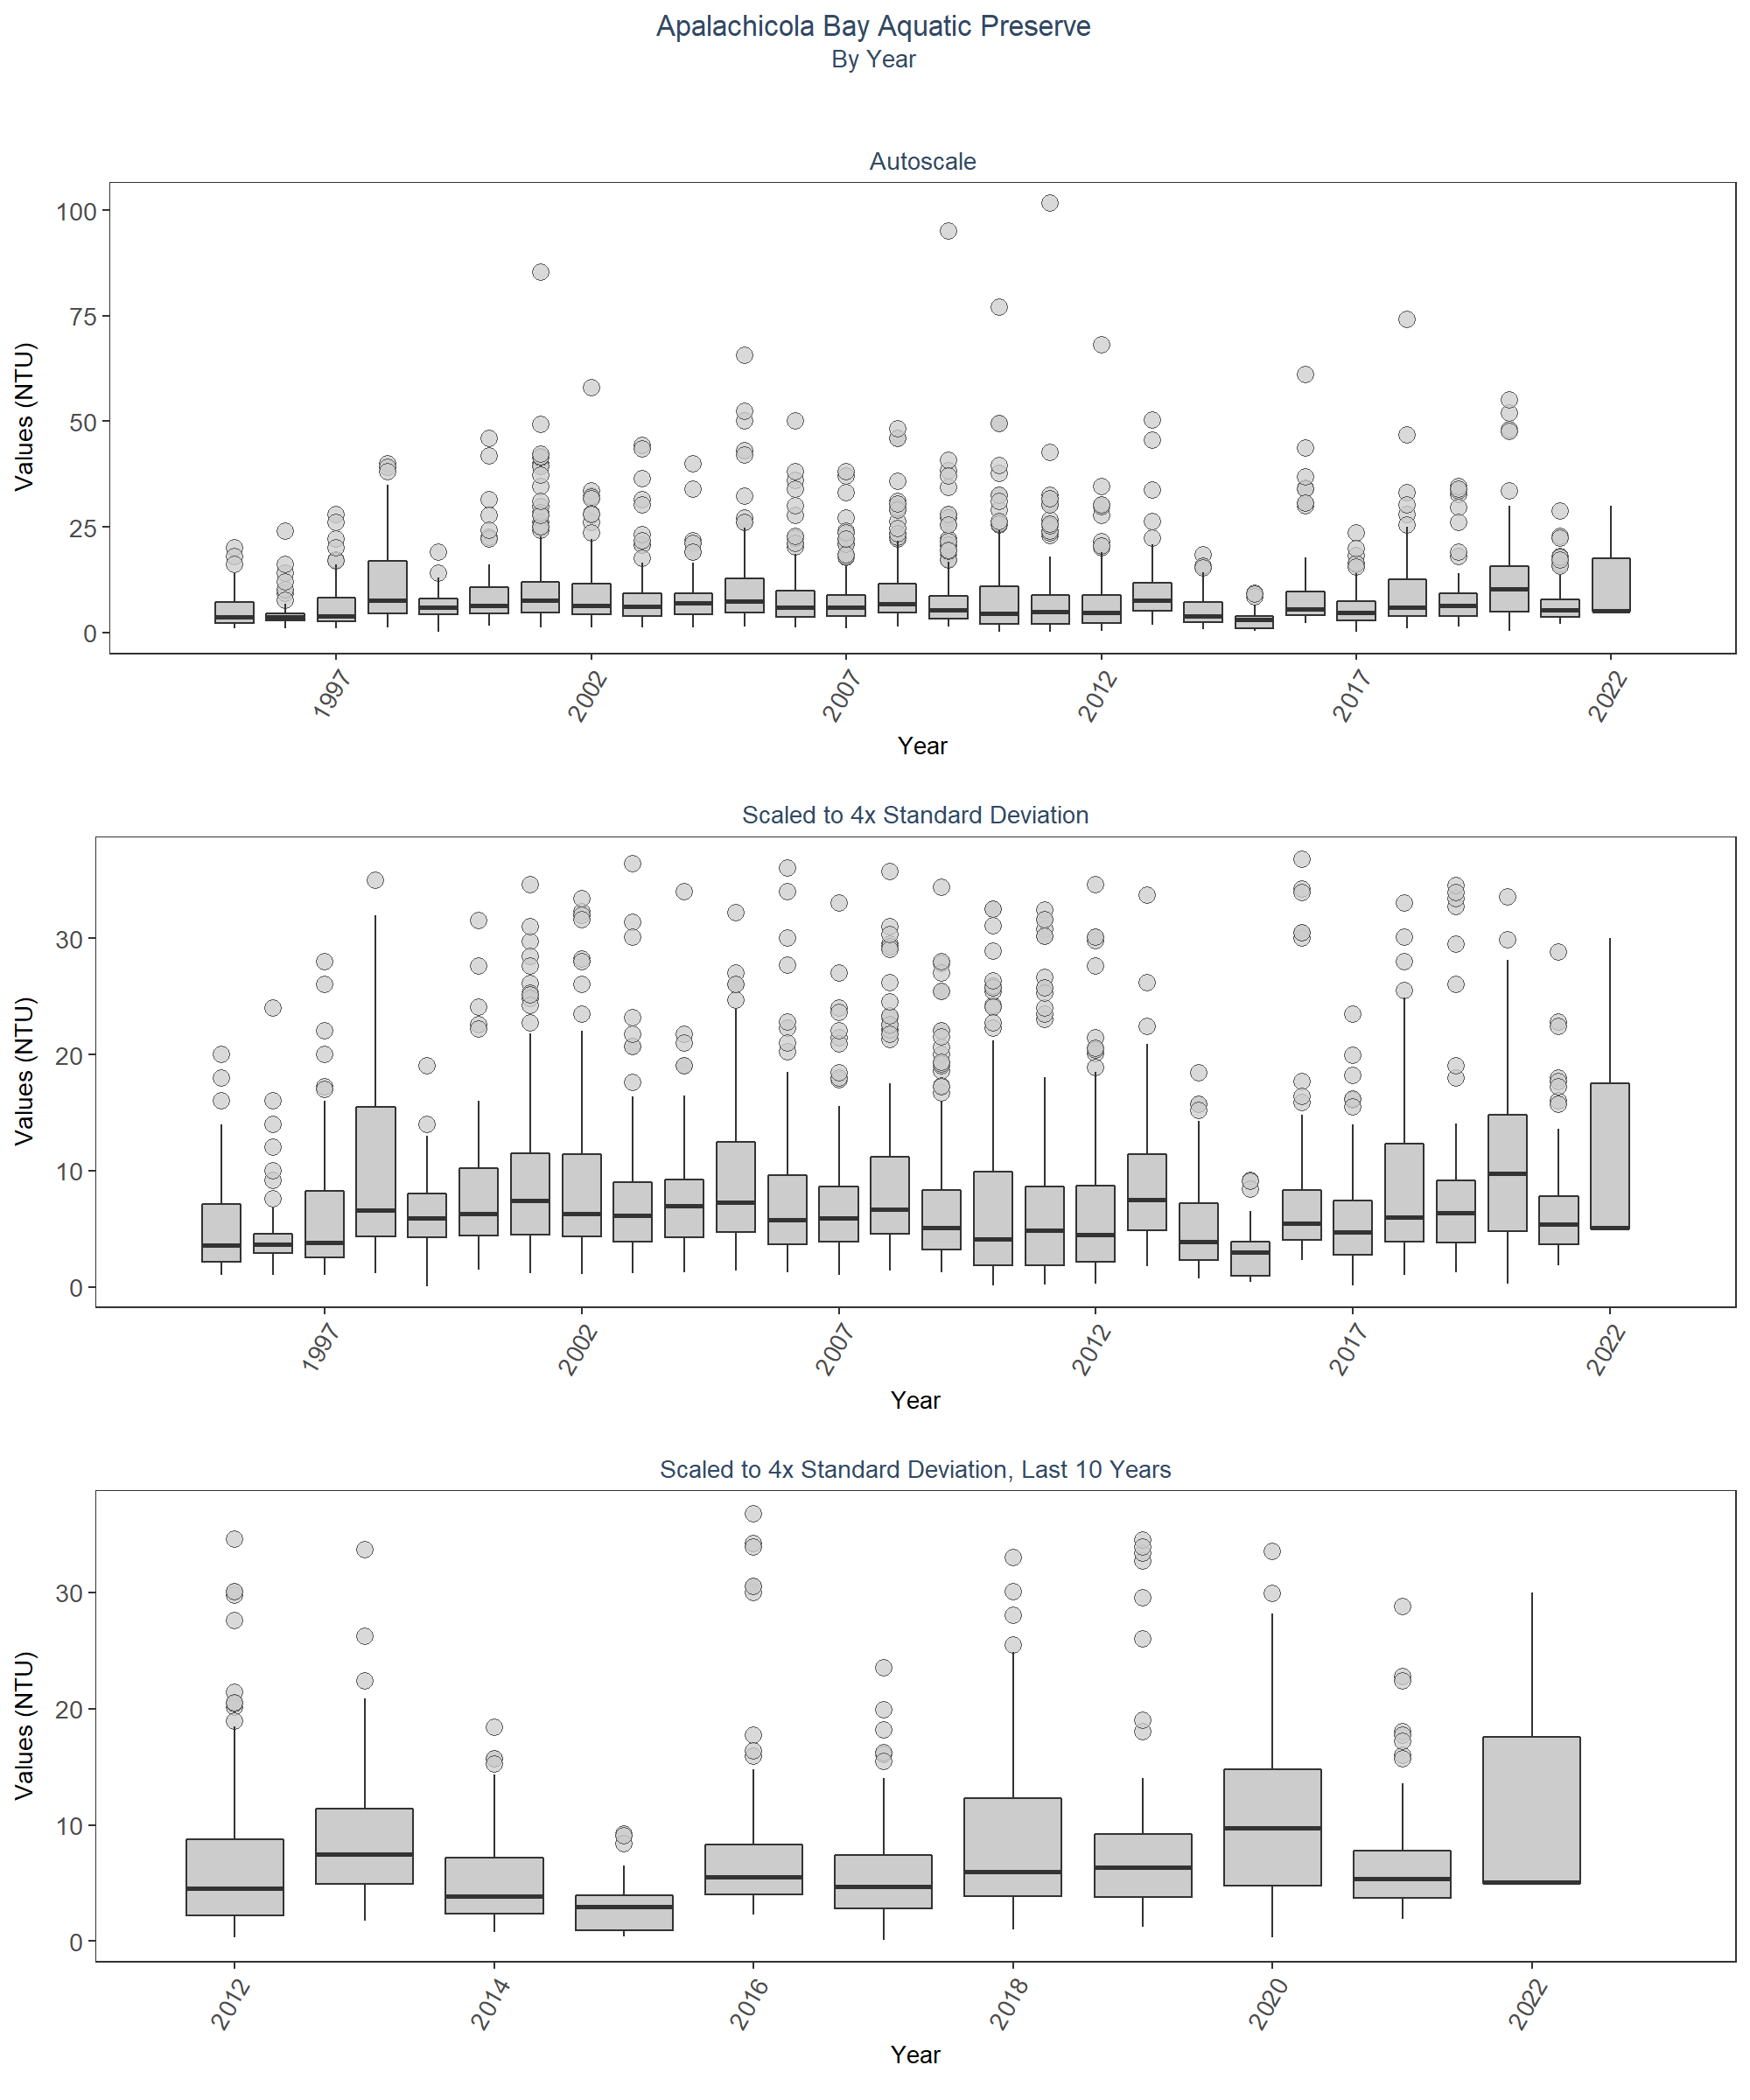 Apalachicola Bay Aquatic Preserve
By Year
Autoscale
Values (NTU)
100
75
50
25
0
1997
2002
2007
2012
2017
2022
Year
Scaled to 4x Standard Deviation
Values (NTU)
30
20
10
0
1997
2002
2007
2012
2017
2022
Year
Scaled to 4x Standard Deviation, Last 10 Years
Values (NTU)
30
20
10
0
2012
2014
2016
2018
2020
2022
Year